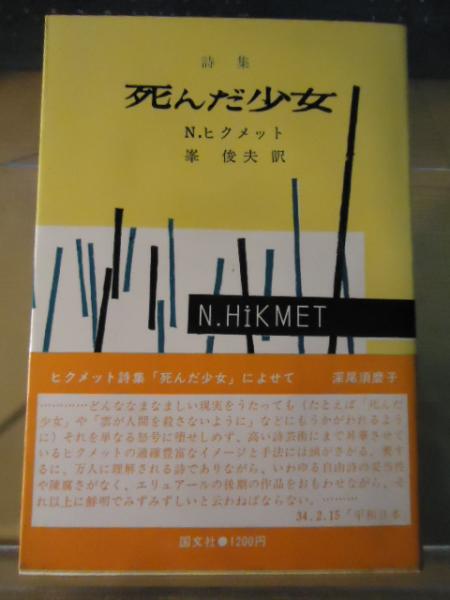 詩集
死んだ少女
N.ヒクメット
峯 俊夫 訳
N.HİKMET
ヒクメット詩集「死んだ少女」によせて 深尾須磨子
…………どんななまなましい現実をうたっても(たとえば「死んだ
少女」や「雲が人間を殺さないように」などにもうかがわれるよう
に)それを単なる怒号に堕せしめず、高い詩芸術にまで昇華させて
いるヒクメットの過豊富なイメージと手法には頭がさがる。要す
るに、万人に理解される詩でありながら、いわゆる自由詩の妥当性
や陳腐さがなく、エリュアールの後期の作品をおもわせながら、そ
れ以上に鮮明でみずみずしいと云わねばならない。………
34.2.15「平和日本
国文社●1200円